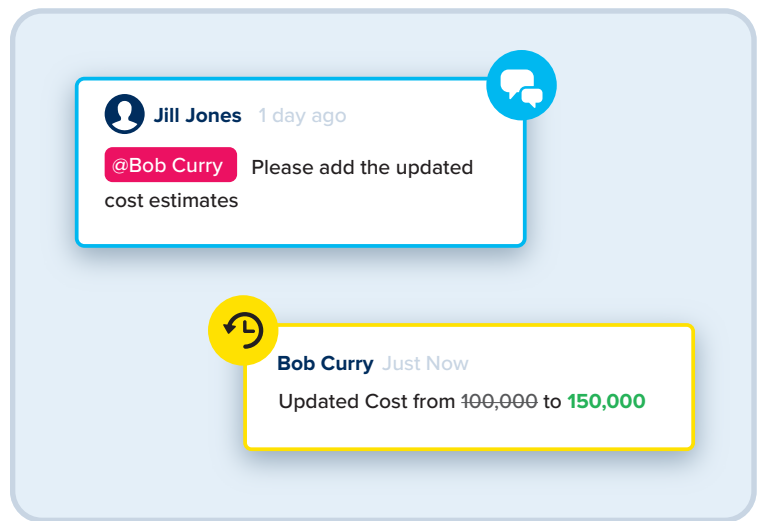 Jill Jones 1 day ago
@Bob Curry Please add the updated
cost estimates
Bob Curry Just Now
Updated Cost from 100,000 to 150,000